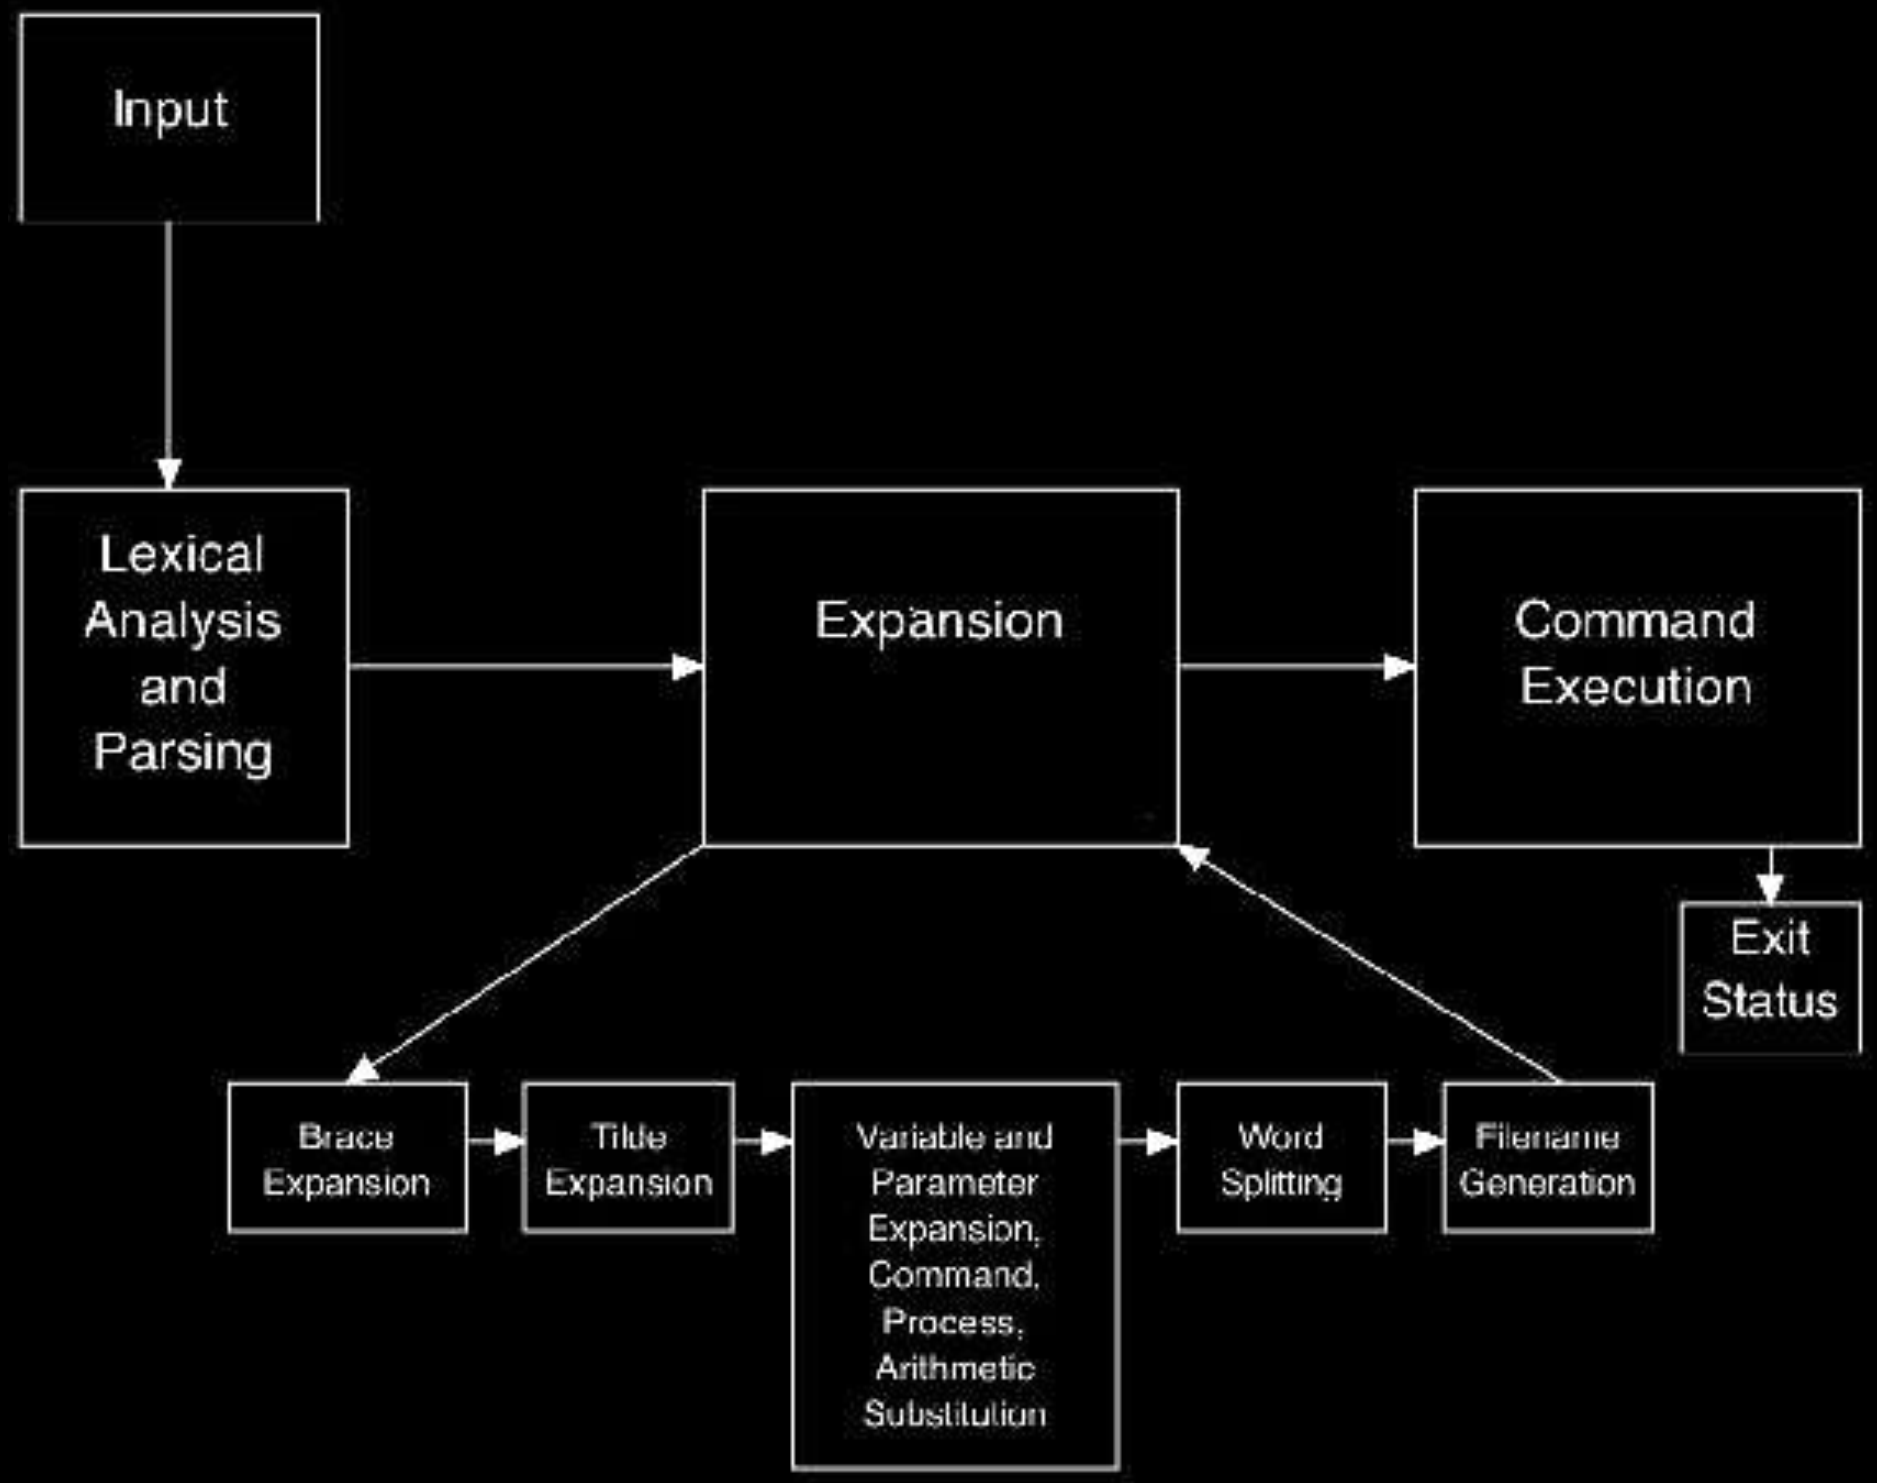 Input
Lexical
Analysis
and
Parsing
Expansion
Command
Execution
Exit
Status
Brace
Expansion
Tilde
Expansion
Variable and
Parameter
Expansion,
Command,
Process,
Arithmetic
Substitution
Word
Splitting
Filename
Generation